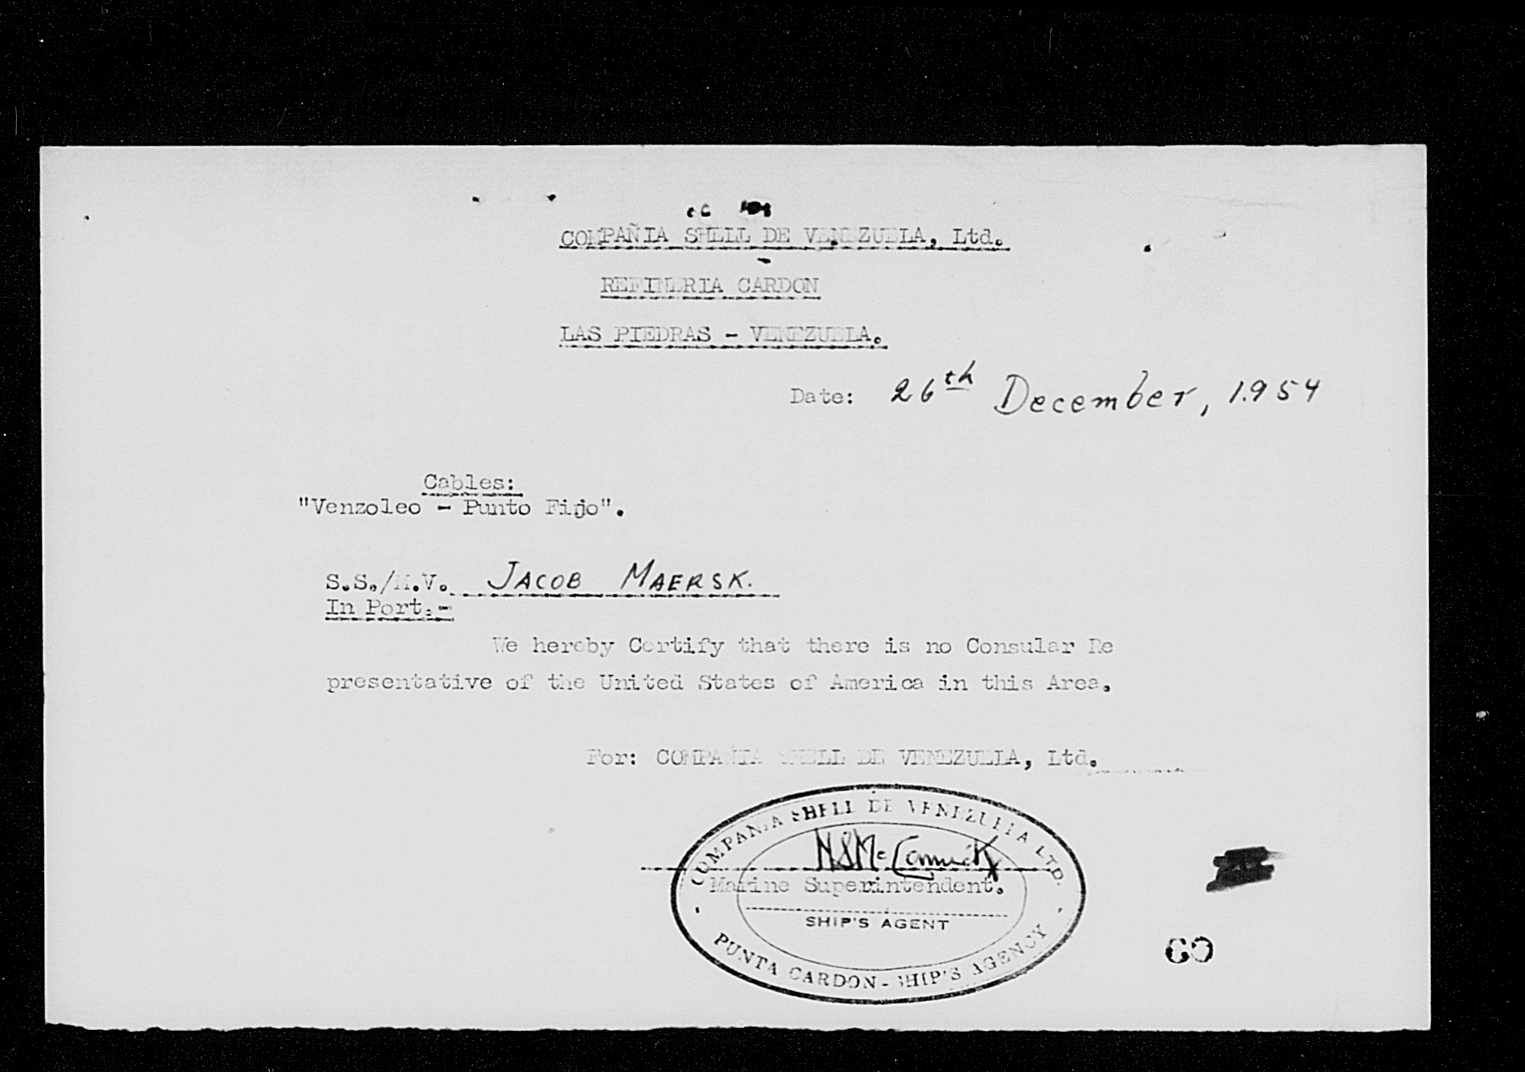 COMPAÑIA SHELL DE VENEZUELA, Ltd.
REFINERIA CARDON
LAS PIEDRAS - VENEZUELA.
Date: 26th December, 1.954
Cables:
"Venzoleo - Punto Fijo".
S.S./M.V. JACOB MAERSK.
In Port.-
We hereby Certify that there is no Consular Re
presentative of the United States of America in this Area.
For: COMPAÑIA SHELL DE VENEZUELA, Ltd.
COMPAÑIA SHELL DE VENEZUELA LTD.
McCormick
Marine Superintendent.
SHIP'S AGENT
PUNTA CARDON - SHIP'S AGENCY